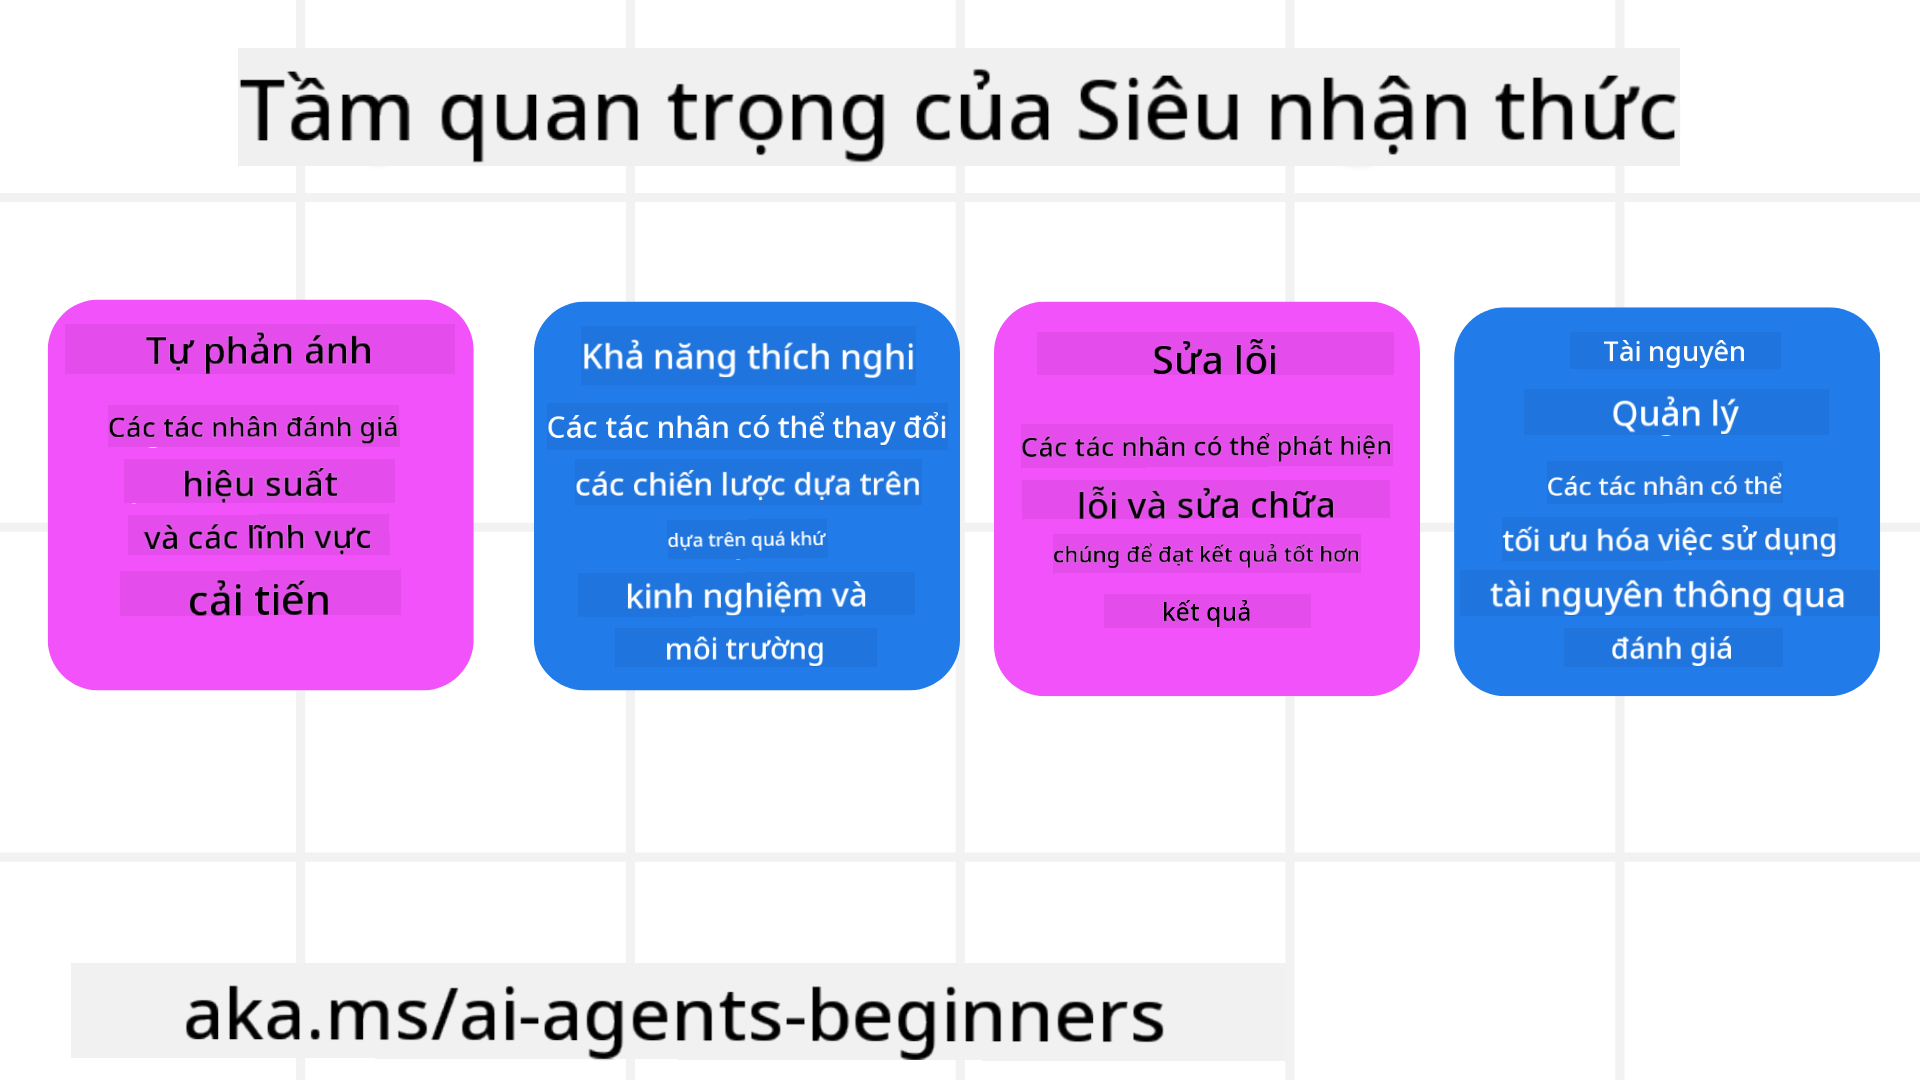 Tầm quan trọng của Siêu nhận thức
Tự phản ánh
Các tác nhân đánh giá
hiệu suất
và các lĩnh vực
cải tiến
Khả năng thích nghi
Các tác nhân có thể thay đổi
các chiến lược dựa trên
dựa trên quá khứ
kinh nghiệm và
môi trường
Sửa lỗi
Các tác nhân có thể phát hiện
lỗi và sửa chữa
chúng để đạt kết quả tốt hơn
kết quả
Tài nguyên
Quản lý
Các tác nhân có thể
tối ưu hóa việc sử dụng
tài nguyên thông qua
đánh giá
aka.ms/ai-agents-beginners